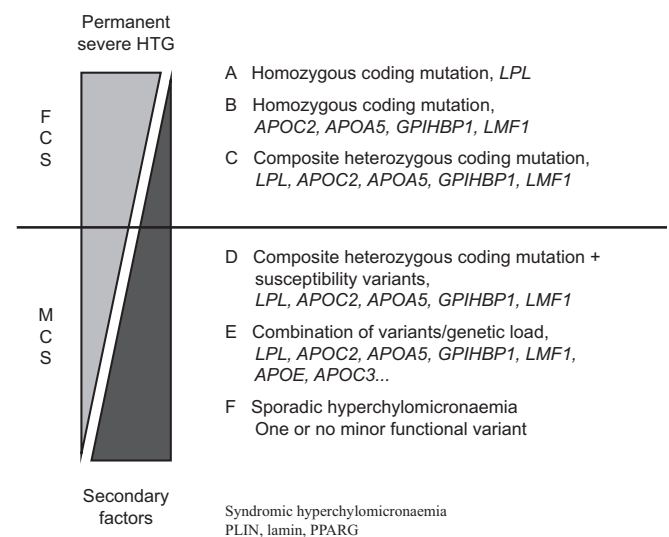 Permanent
severe HTG
F
C
S
A Homozygous coding mutation, LPL
B Homozygous coding mutation,
APOC2, APOA5, GPIHBP1, LMF1
C Composite heterozygous coding mutation,
LPL, APOC2, APOA5, GPIHBP1, LMF1
M
C
S
D Composite heterozygous coding mutation +
susceptibility variants,
LPL, APOC2, APOA5, GPIHBP1, LMF1
E Combination of variants/genetic load,
LPL, APOC2, APOA5, GPIHBP1, LMF1,
APOE, APOC3...
F Sporadic hyperchylomicronaemia
One or no minor functional variant
Secondary
factors
Syndromic hyperchylomicronaemia
PLIN, lamin, PPARG